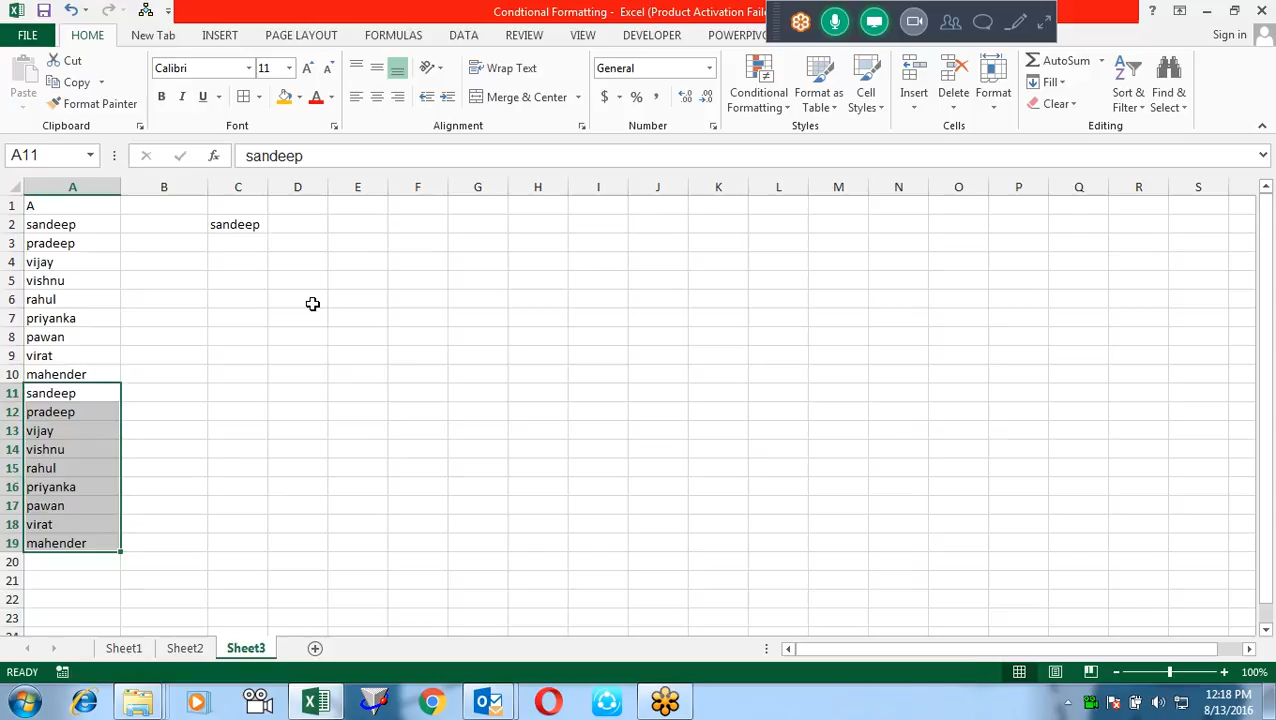 Condtional Formatting - Excel (Product Activation Faile
Sign in
FILE HOME New Tab INSERT PAGE LAYOUT FORMULAS DATA REVIEW VIEW DEVELOPER POWERPIVO
Paste Cut Copy Format Painter
Clipboard
Calibri 11
B I U A
Font
Wrap Text
Merge & Center
Alignment
General
$ % ,
Number
Conditional Formatting Format as Table Cell Styles
Styles
Insert Delete Format
Cells
AutoSum Fill Clear Sort & Filter Find & Select
Editing
A11 fx sandeep
A B C D E F G H I J K L M N O P Q R S
1 A
2 sandeep sandeep
3 pradeep
4 vijay
5 vishnu
6 rahul
7 priyanka
8 pawan
9 virat
10 mahender
11 sandeep
12 pradeep
13 vijay
14 vishnu
15 rahul
16 priyanka
17 pawan
18 virat
19 mahender
20
21
22
23
24
Sheet1 Sheet2 Sheet3
READY 100%
12:18 PM
8/13/2016